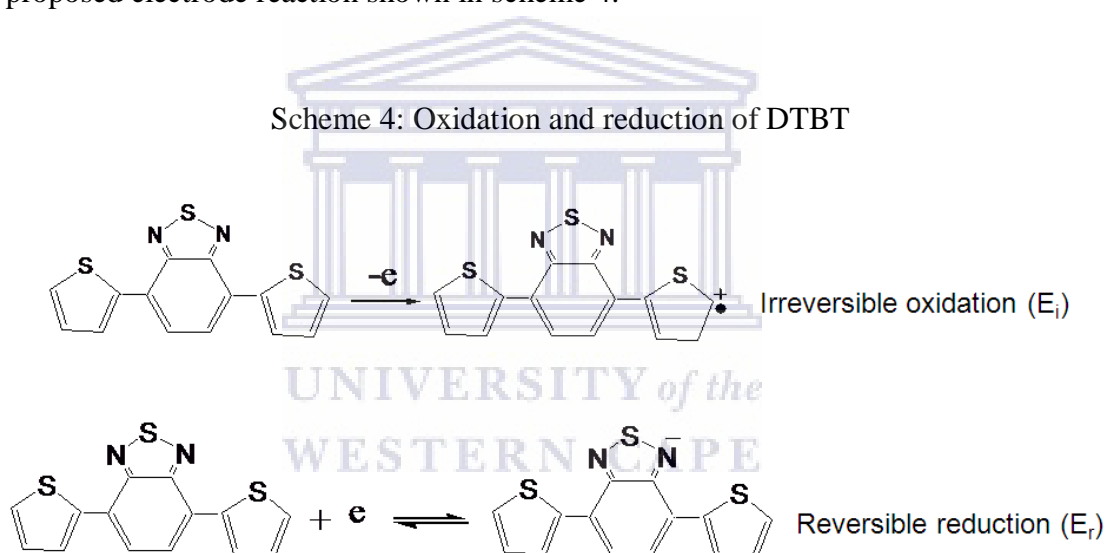 proposed electrode reaction shown in scheme 4.
Scheme 4: Oxidation and reduction of DTBT
S
N N
S S
–e
S
N N
S S
+
•
Irreversible oxidation (Ei)
UNIVERSITY of the
WESTERN CAPE
S
N N
S S
+ e
S
N N
–
S S
Reversible reduction (Er)